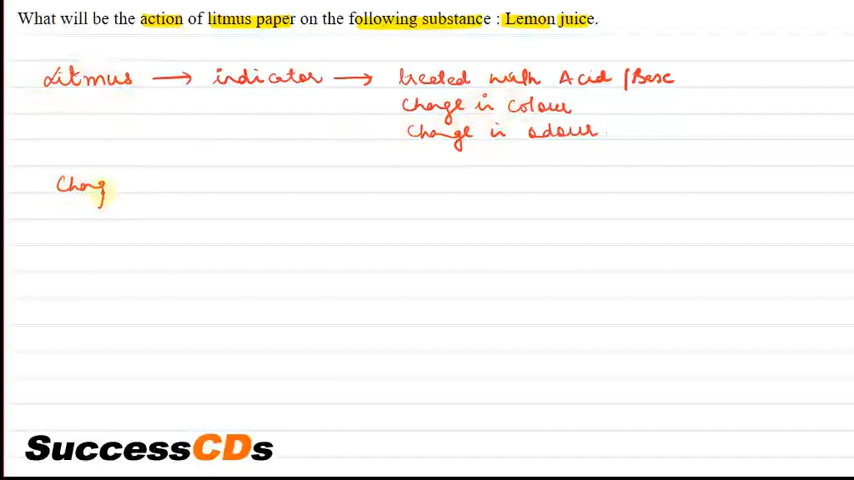 What will be the action of litmus paper on the following substance : Lemon juice.
Litmus → indicator → treated with Acid / Base
Change in Colour
Change in odour.
Chang
SuccessCDs